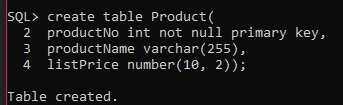 SQL> create table Product(
2 productNo int not null primary key,
3 productName varchar(255),
4 listPrice number(10, 2));
Table created.